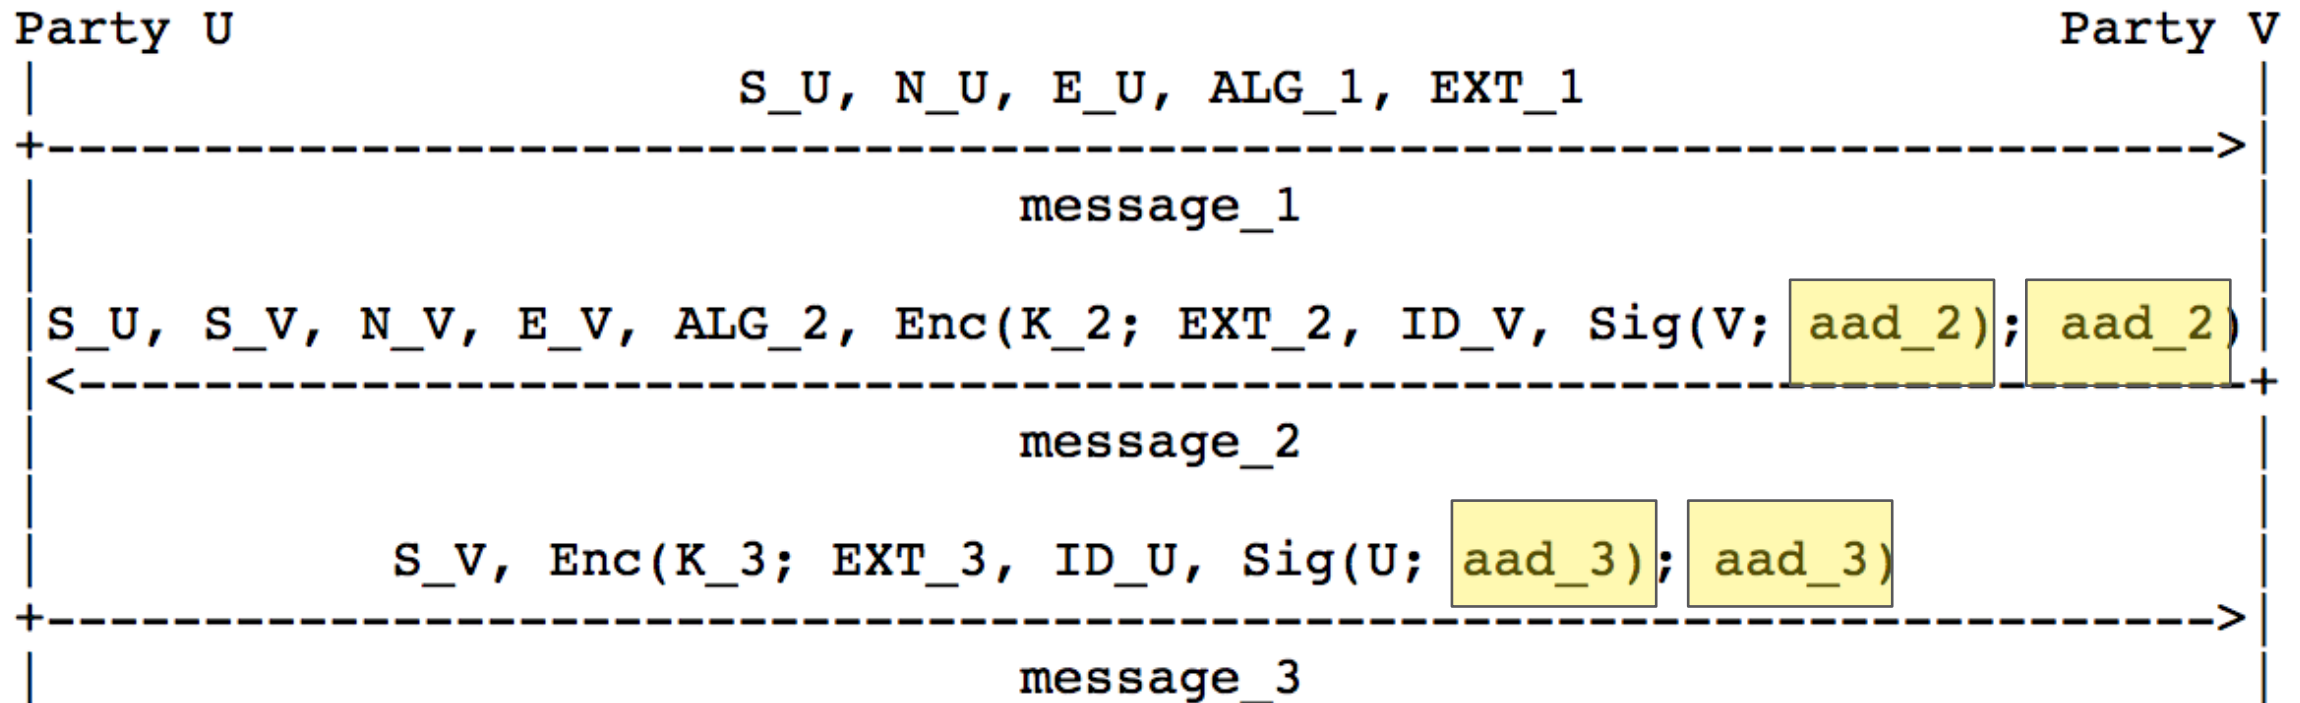 Party U Party V
S_U, N_U, E_U, ALG_1, EXT_1
message_1
S_U, S_V, N_V, E_V, ALG_2, Enc(K_2; EXT_2, ID_V, Sig(V; aad_2); aad_2)
message_2
S_V, Enc(K_3; EXT_3, ID_U, Sig(U; aad_3); aad_3)
message_3